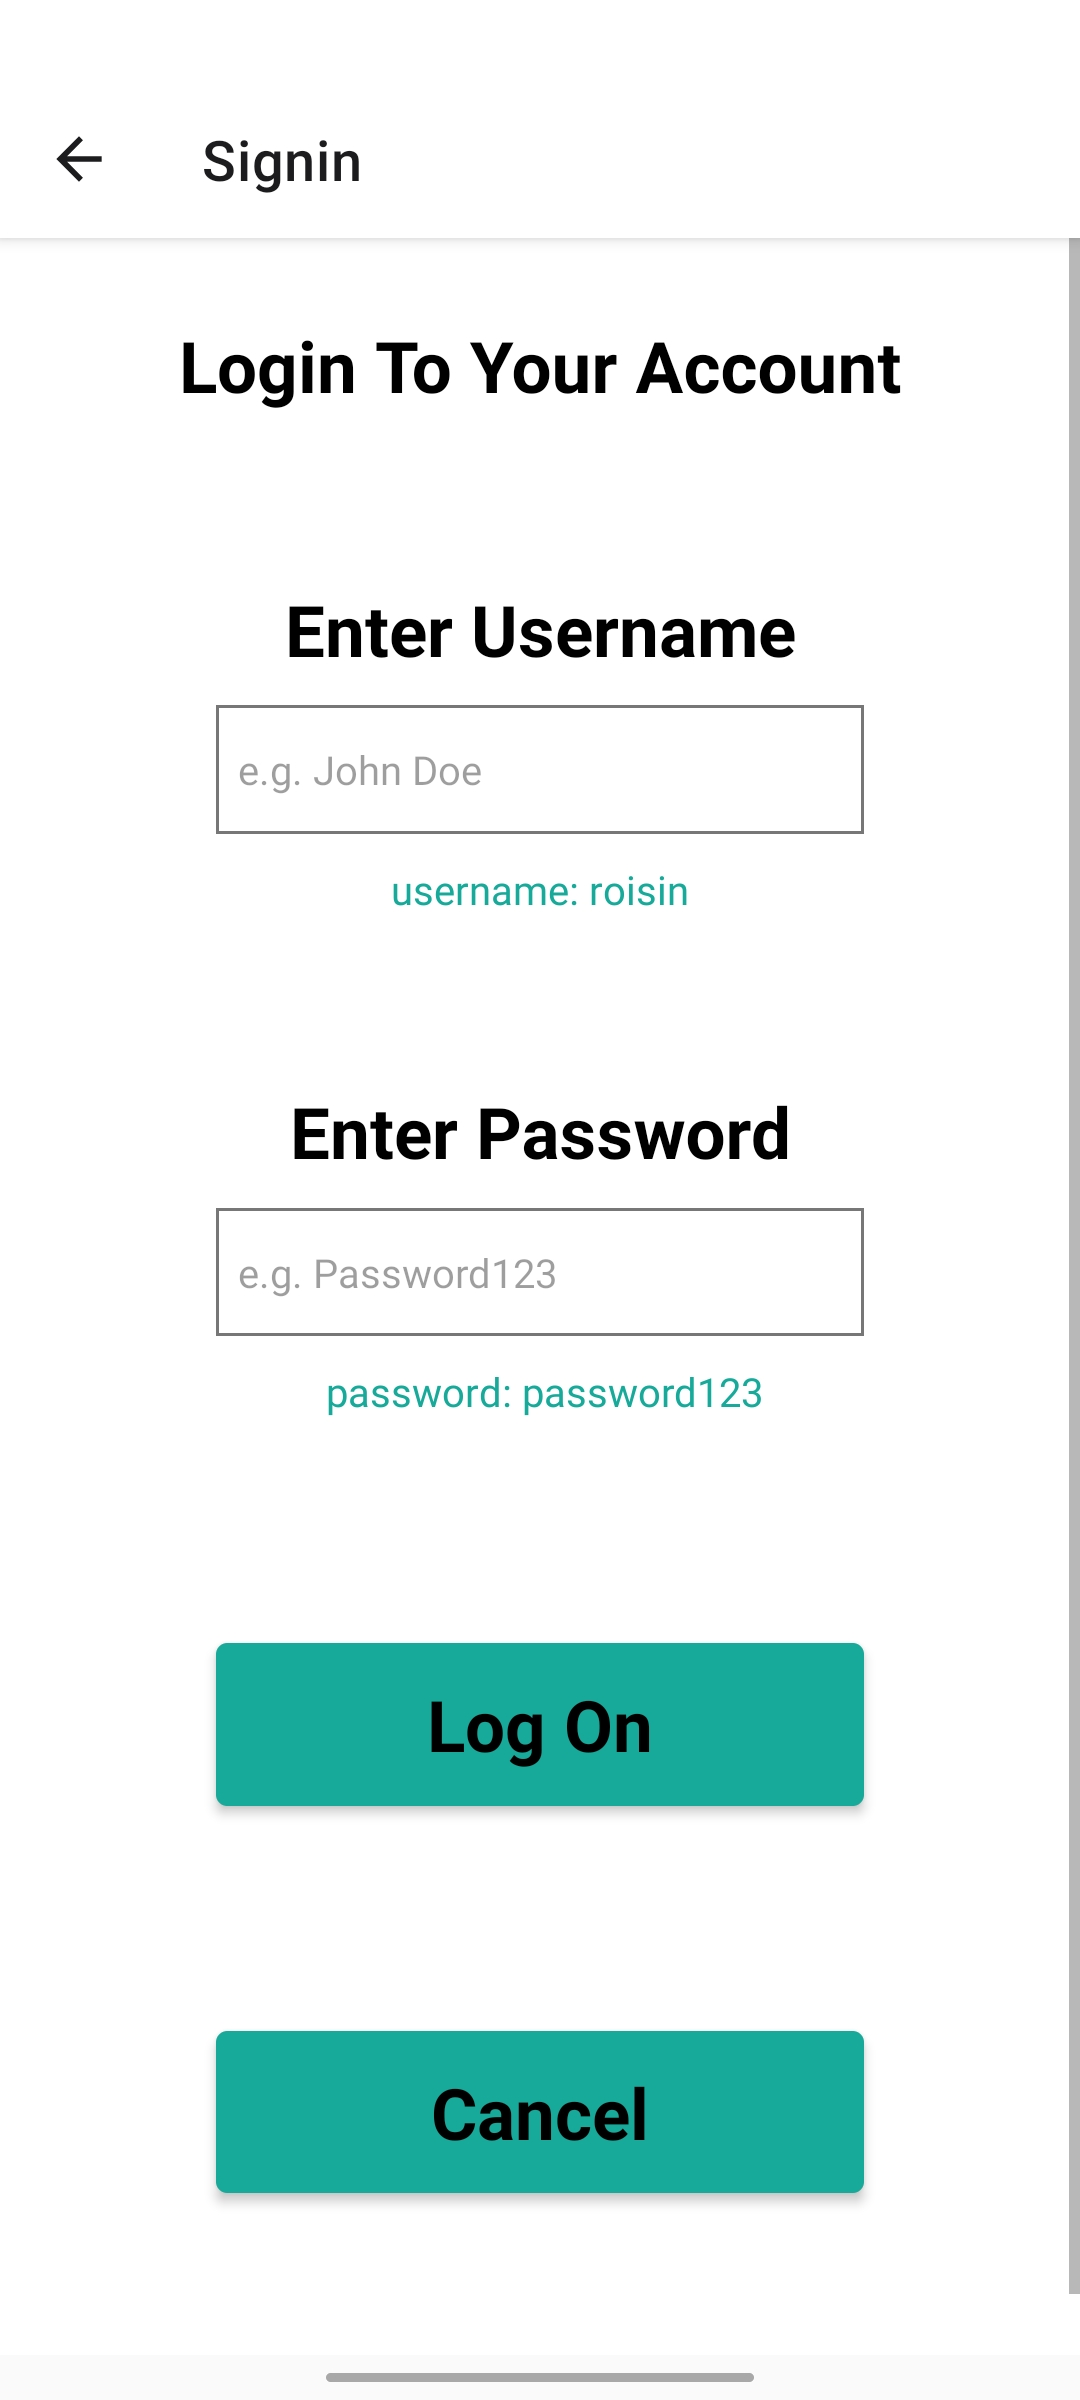 Signin
Login To Your Account
Enter Username
e.g. John Doe
username: roisin
Enter Password
e.g. Password123
password: password123
Log On
Cancel